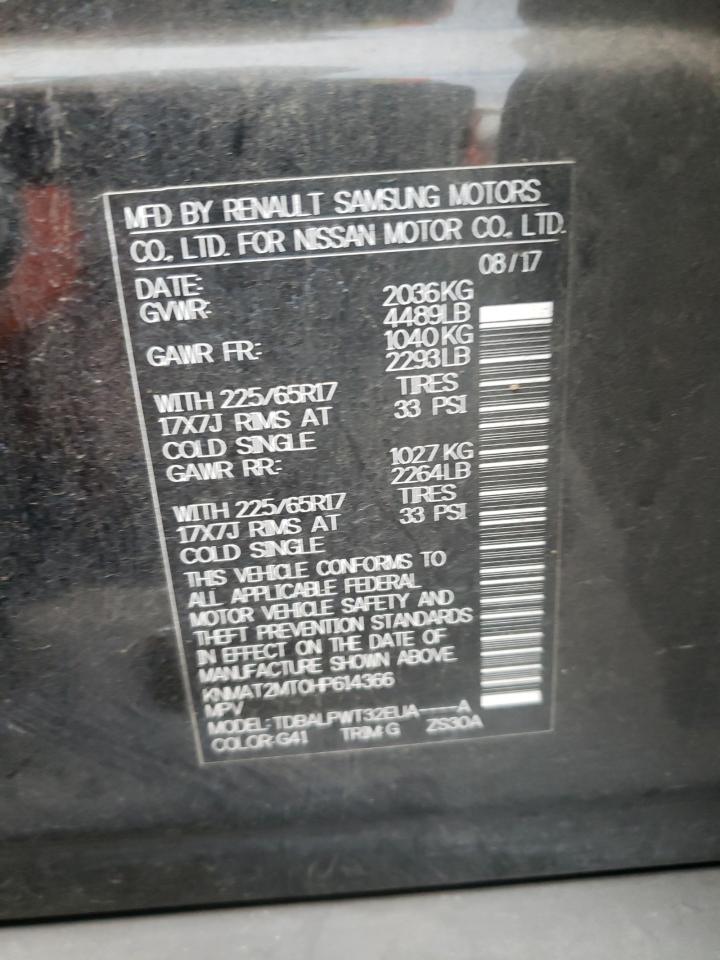 MFD BY RENAULT SAMSUNG MOTORS
CO., LTD. FOR NISSAN MOTOR CO., LTD.
DATE: 08/17
GVWR: 2036KG
4489LB
GAWR FR: 1040KG
2293LB
WITH 225/65R17 TIRES
17X7J RIMS AT 33 PSI
COLD SINGLE
GAWR RR: 1027KG
2264LB
WITH 225/65R17 TIRES
17X7J RIMS AT 33 PSI
COLD SINGLE
THIS VEHICLE CONFORMS TO
ALL APPLICABLE FEDERAL
MOTOR VEHICLE SAFETY AND
THEFT PREVENTION STANDARDS
IN EFFECT ON THE DATE OF
MANUFACTURE SHOWN ABOVE.
KNMAT2MT0HP614366
MPV
MODEL: TDBALPWT32EUA----A
COLOR:G41 TRIM:G ZS30A